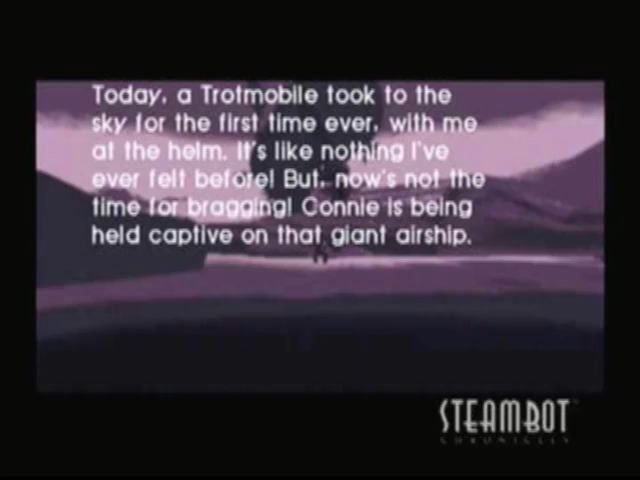 Today, a Trotmobile took to the
sky for the first time ever, with me
at the helm. It's like nothing I've
ever felt before! But, now's not the
time for bragging! Connie is being
held captive on that giant airship.
STEAMBOT
CHRONICLES